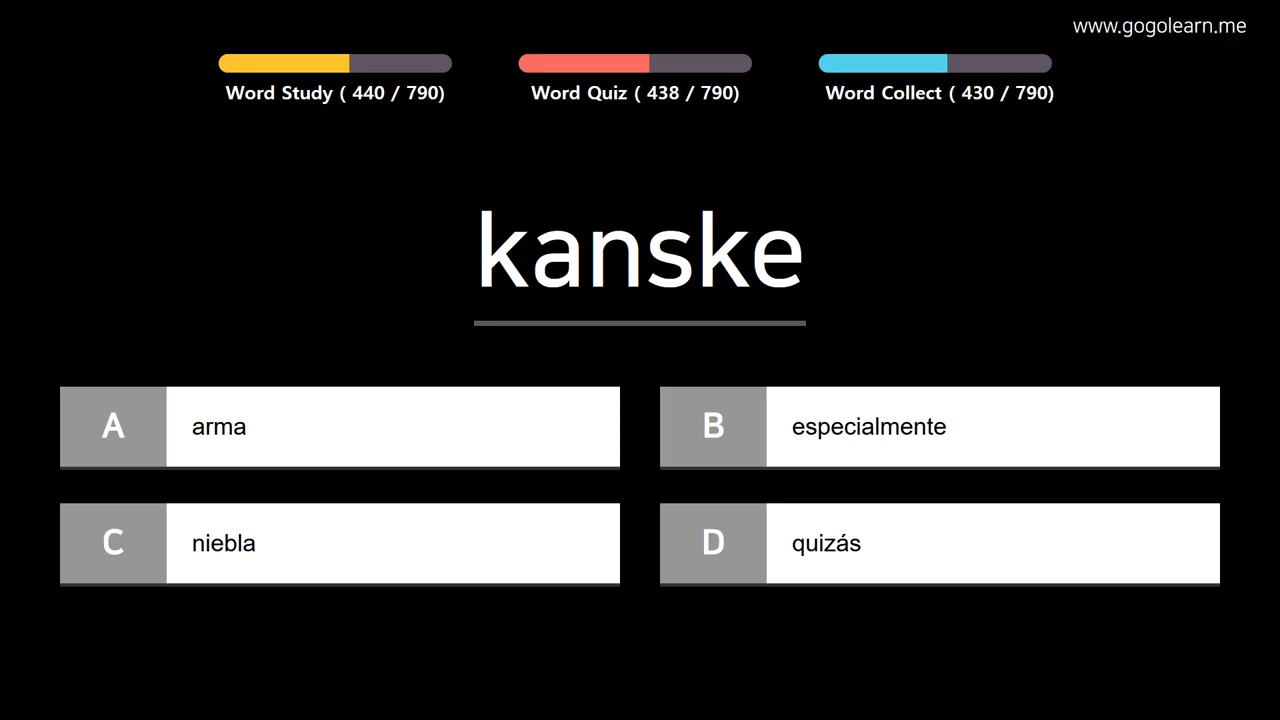 www.gogolearn.me
Word Study ( 440 / 790)
Word Quiz ( 438 / 790)
Word Collect ( 430 / 790)
kanske
A arma
B especialmente
C niebla
D quizás